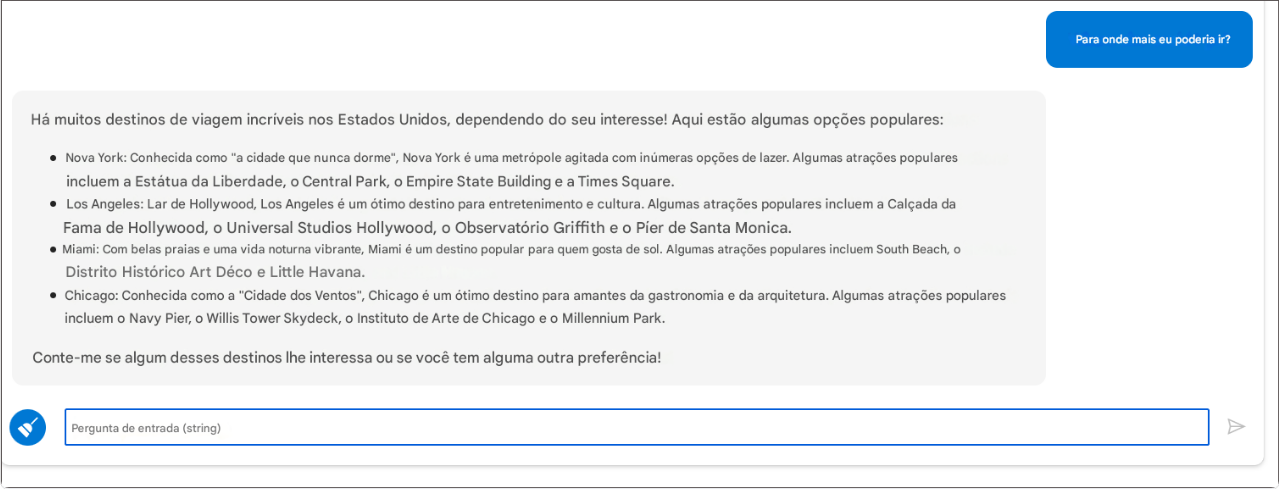 Para onde mais eu poderia ir?
Há muitos destinos de viagem incríveis nos Estados Unidos, dependendo do seu interesse! Aqui estão algumas opções populares:
● Nova York: Conhecida como "a cidade que nunca dorme", Nova York é uma metrópole agitada com inúmeras opções de lazer. Algumas atrações populares
incluem a Estátua da Liberdade, o Central Park, o Empire State Building e a Times Square.
● Los Angeles: Lar de Hollywood, Los Angeles é um ótimo destino para entretenimento e cultura. Algumas atrações populares incluem a Calçada da
Fama de Hollywood, o Universal Studios Hollywood, o Observatório Griffith e o Píer de Santa Monica.
● Miami: Com belas praias e uma vida noturna vibrante, Miami é um destino popular para quem gosta de sol. Algumas atrações populares incluem South Beach, o
Distrito Histórico Art Déco e Little Havana.
● Chicago: Conhecida como a "Cidade dos Ventos", Chicago é um ótimo destino para amantes da gastronomia e da arquitetura. Algumas atrações populares
incluem o Navy Pier, o Willis Tower Skydeck, o Instituto de Arte de Chicago e o Millennium Park.
Conte-me se algum desses destinos lhe interessa ou se você tem alguma outra preferência!
Pergunta de entrada (string)